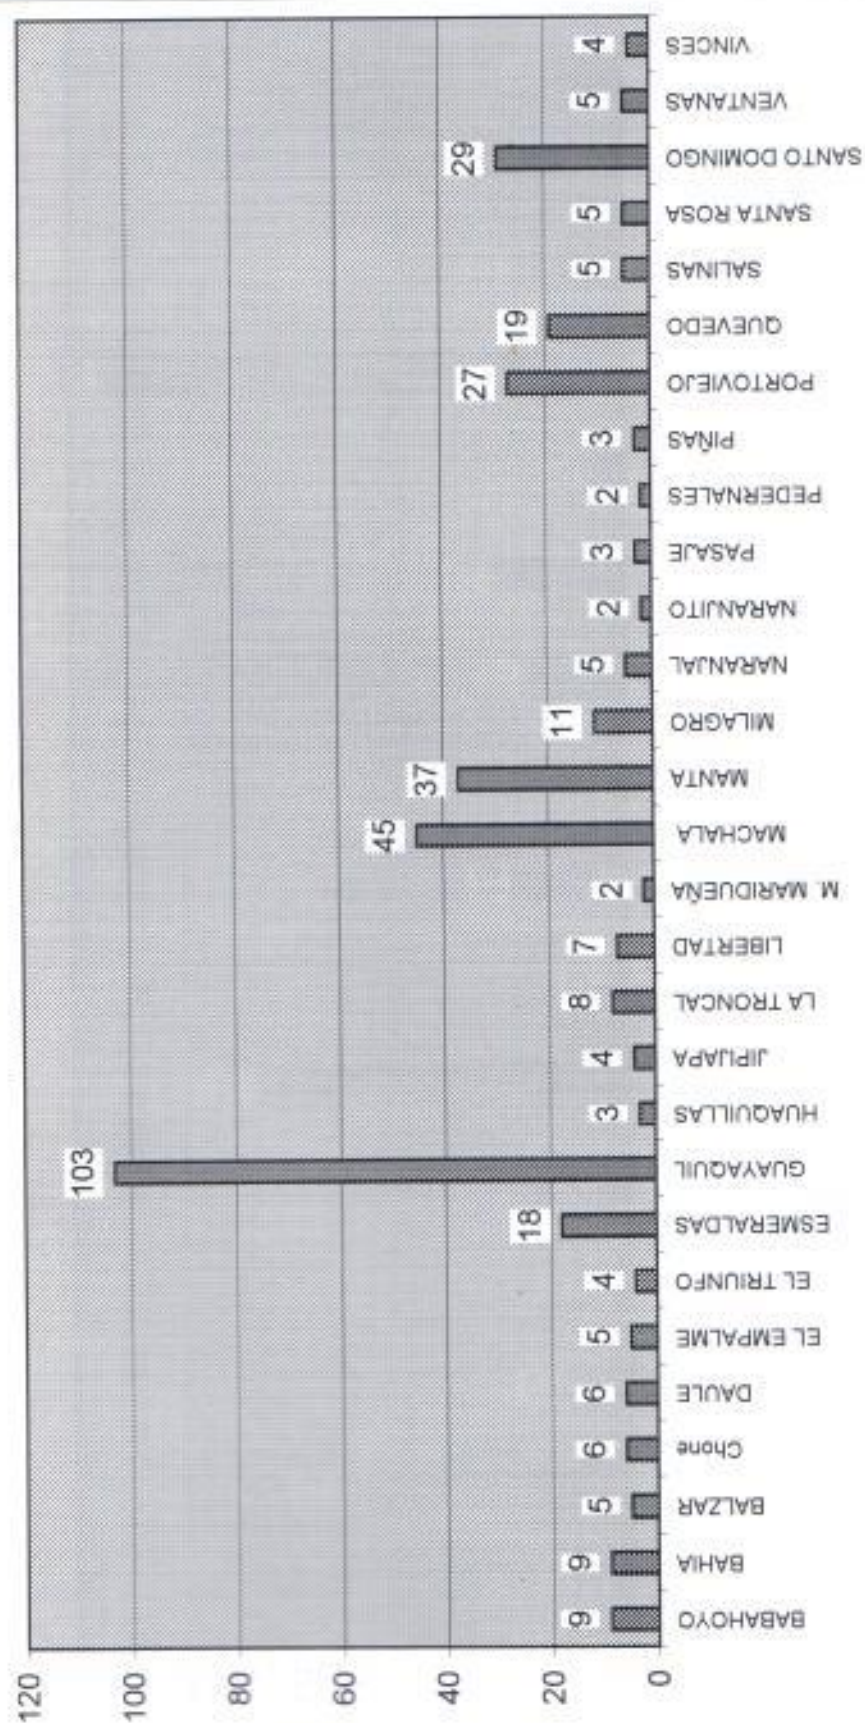 120
100
80
60
40
20
0
9
9
5
6
6
5
4
18
103
3
4
8
7
2
45
37
11
5
2
3
2
3
27
19
5
5
29
5
4
BABAHOYO
BAHIA
BALZAR
Chone
DAULE
EL EMPALME
EL TRIUNFO
ESMERALDAS
GUAYAQUIL
HUAQUILLAS
JIPIJAPA
LA TRONCAL
LIBERTAD
M. MARIDUEÑA
MACHALA
MANTA
MILAGRO
NARANJAL
NARANJITO
PASAJE
PEDERNALES
PIÑAS
PORTOVIEJO
QUEVEDO
SALINAS
SANTA ROSA
SANTO DOMINGO
VENTANAS
VINCES